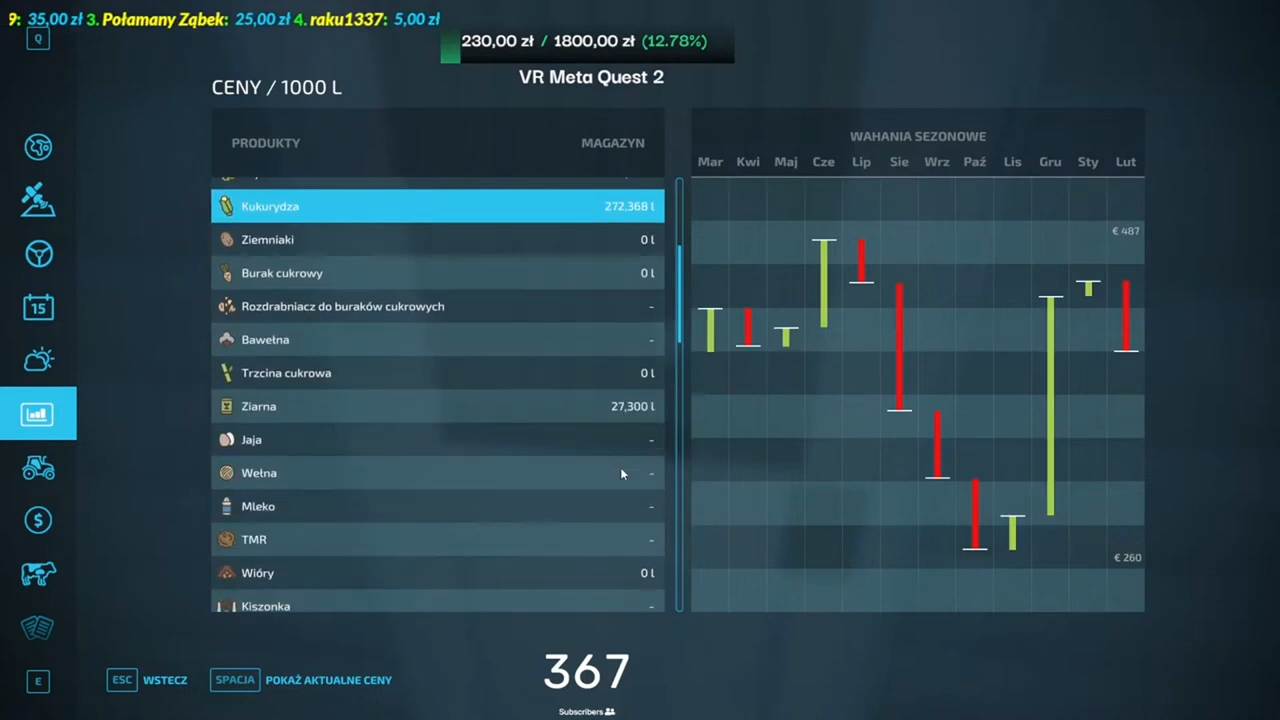 9: 35,00 zł 3. Połamany Ząbek: 25,00 zł 4. raku1337: 5,00 zł
Q
230,00 zł / 1800,00 zł (12.78%)
VR Meta Quest 2
CENY / 1000 L
PRODUKTY MAGAZYN
WAHANIA SEZONOWE
Mar Kwi Maj Cze Lip Sie Wrz Paź Lis Gru Sty Lut
Kukurydza 272,368 l
€ 487
Ziemniaki 0 l
Burak cukrowy 0 l
15
Rozdrabniacz do buraków cukrowych -
Bawełna -
Trzcina cukrowa 0 l
Ziarna 27,300 l
Jaja -
Wełna -
Mleko -
TMR -
€ 260
Wióry 0 l
Kiszonka -
E
ESC WSTECZ SPACJA POKAŻ AKTUALNE CENY
367
Subscribers